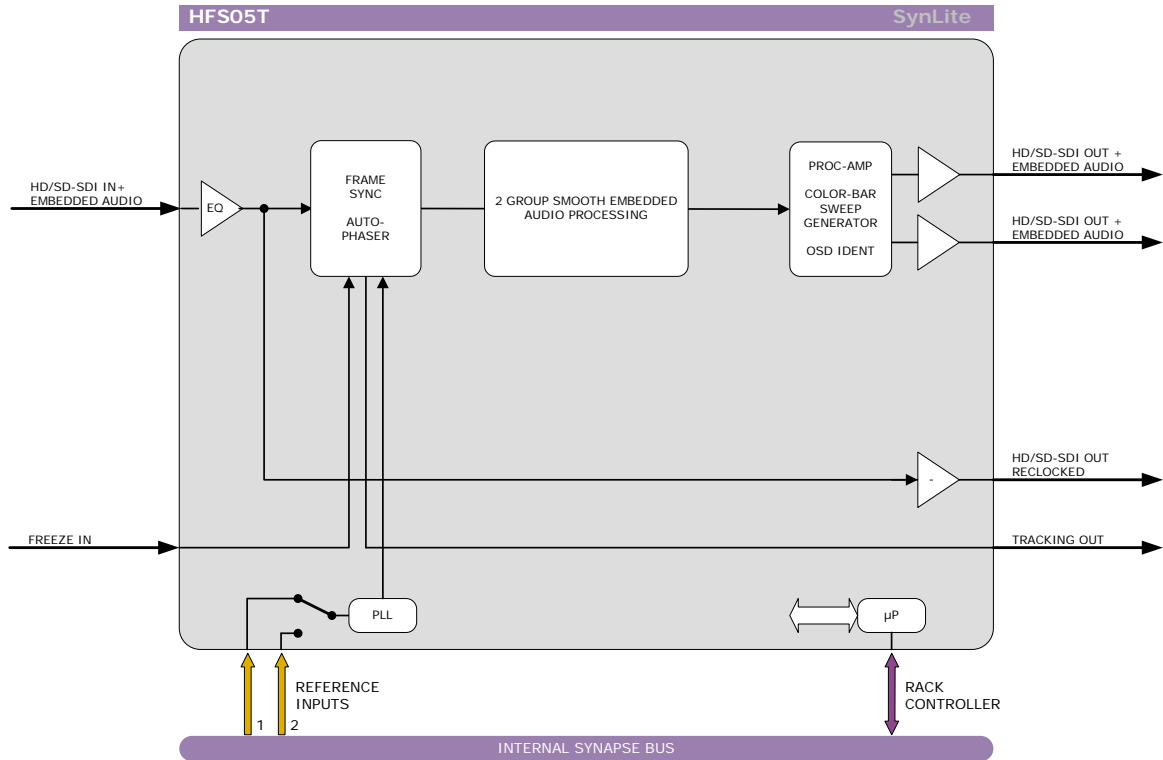 HFS05T
SynLite
HD/SD-SDI IN+
EMBEDDED AUDIO
EQ
FRAME
SYNC
AUTO-
PHASER
2 GROUP SMOOTH EMBEDDED
AUDIO PROCESSING
PROC-AMP
COLOR-BAR
SWEEP
GENERATOR
OSD IDENT
HD/SD-SDI OUT +
EMBEDDED AUDIO
HD/SD-SDI OUT +
EMBEDDED AUDIO
HD/SD-SDI OUT
RECLOCKED
-
FREEZE IN
TRACKING OUT
PLL
µP
REFERENCE
INPUTS
1
2
RACK
CONTROLLER
INTERNAL SYNAPSE BUS